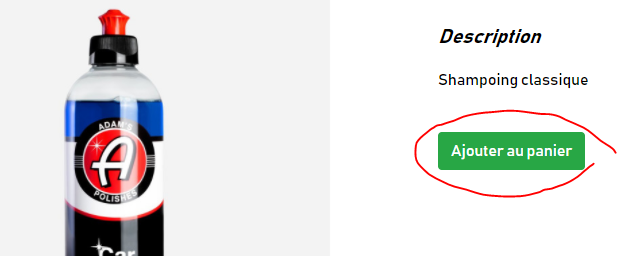 ADAM'S
A
POLISHES
Car
Description
Shampoing classique
Ajouter au panier